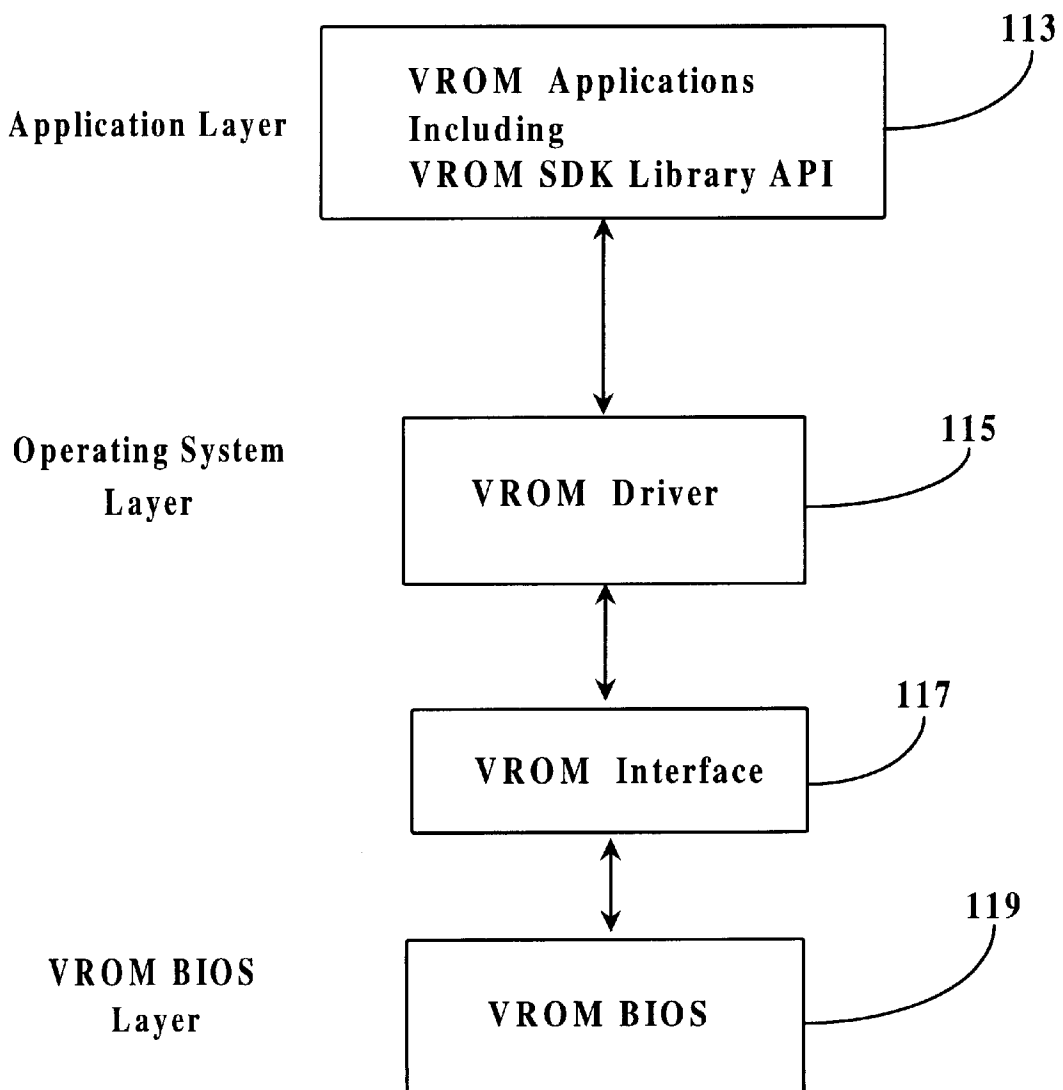 113
VROM Applications
Including
VROM SDK Library API
Application Layer
115
Operating System
Layer
VROM Driver
117
VROM Interface
119
VROM BIOS
Layer
VROM BIOS